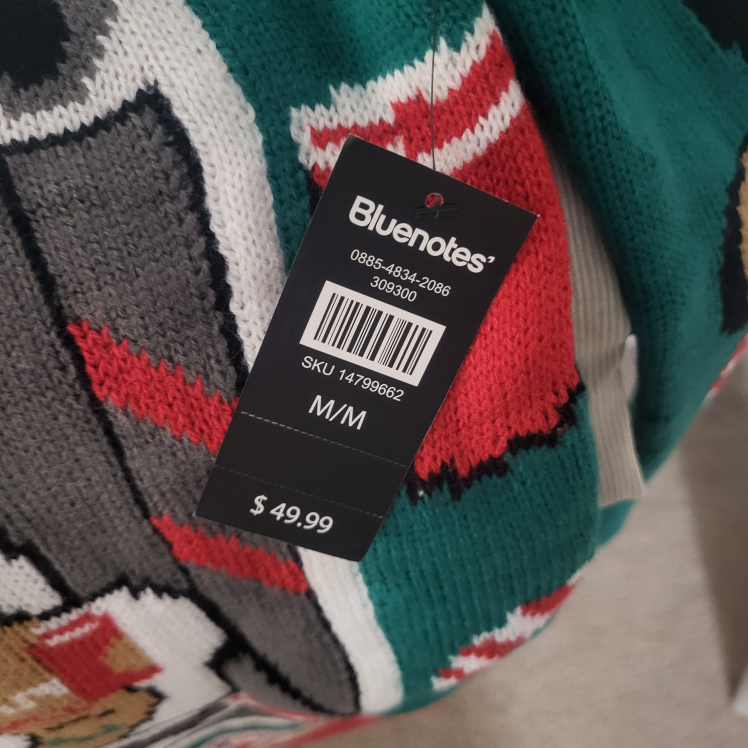 Bluenotes'
0885-4834-2086
309300
SKU 14799662
M/M
$ 49.99